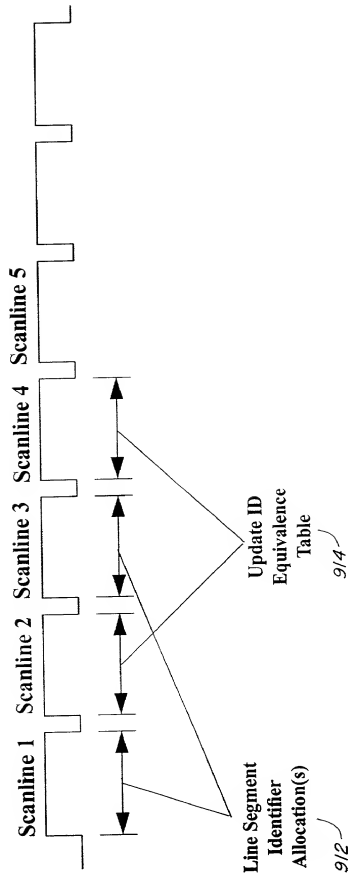 Scanline 1
Scanline 2
Scanline 3
Scanline 4
Scanline 5
Line Segment
Identifier
Allocation(s)
912
Update ID
Equivalence
Table
914